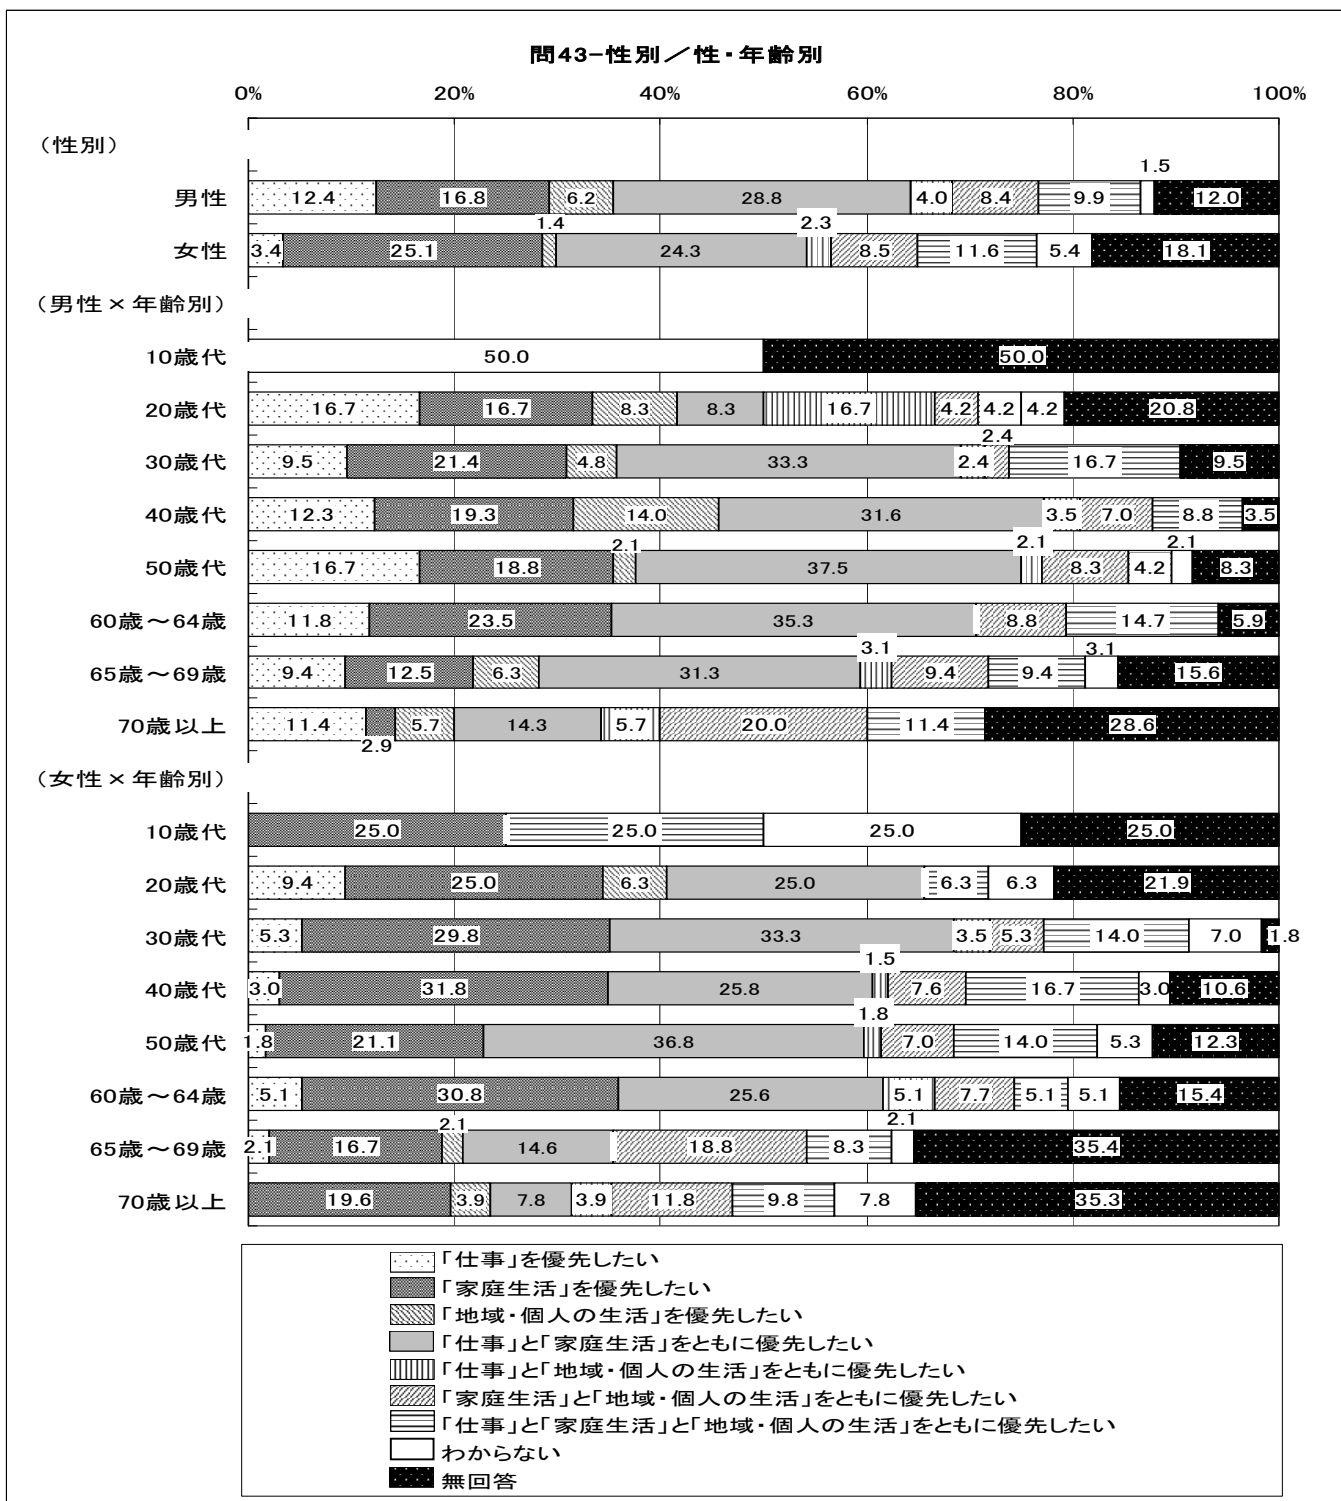 問43-性別／性・年齢別
0% 20% 40% 60% 80% 100%
（性別）
1.5
男性 12.4 16.8 6.2 28.8 4.0 8.4 9.9 12.0
1.4 2.3
女性 3.4 25.1 24.3 8.5 11.6 5.4 18.1
（男性×年齢別）
10歳代 50.0 50.0
20歳代 16.7 16.7 8.3 8.3 16.7 4.2 4.2 4.2 20.8
2.4
30歳代 9.5 21.4 4.8 33.3 2.4 16.7 9.5
40歳代 12.3 19.3 14.0 31.6 3.5 7.0 8.8 3.5
2.1 2.1 2.1
50歳代 16.7 18.8 37.5 8.3 4.2 8.3
60歳～64歳 11.8 23.5 35.3 8.8 14.7 5.9
3.1 3.1
65歳～69歳 9.4 12.5 6.3 31.3 9.4 9.4 15.6
70歳以上 11.4 5.7 14.3 5.7 20.0 11.4 28.6
2.9
（女性×年齢別）
10歳代 25.0 25.0 25.0 25.0
20歳代 9.4 25.0 6.3 25.0 6.3 6.3 21.9
30歳代 5.3 29.8 33.3 3.5 5.3 14.0 7.0 1.8
1.5
40歳代 3.0 31.8 25.8 7.6 16.7 3.0 10.6
1.8
50歳代 1.8 21.1 36.8 7.0 14.0 5.3 12.3
60歳～64歳 5.1 30.8 25.6 5.1 7.7 5.1 5.1 15.4
2.1 2.1
65歳～69歳 2.1 16.7 14.6 18.8 8.3 35.4
70歳以上 19.6 3.9 7.8 3.9 11.8 9.8 7.8 35.3
「仕事」を優先したい
「家庭生活」を優先したい
「地域・個人の生活」を優先したい
「仕事」と「家庭生活」をともに優先したい
「仕事」と「地域・個人の生活」をともに優先したい
「家庭生活」と「地域・個人の生活」をともに優先したい
「仕事」と「家庭生活」と「地域・個人の生活」をともに優先したい
わからない
無回答